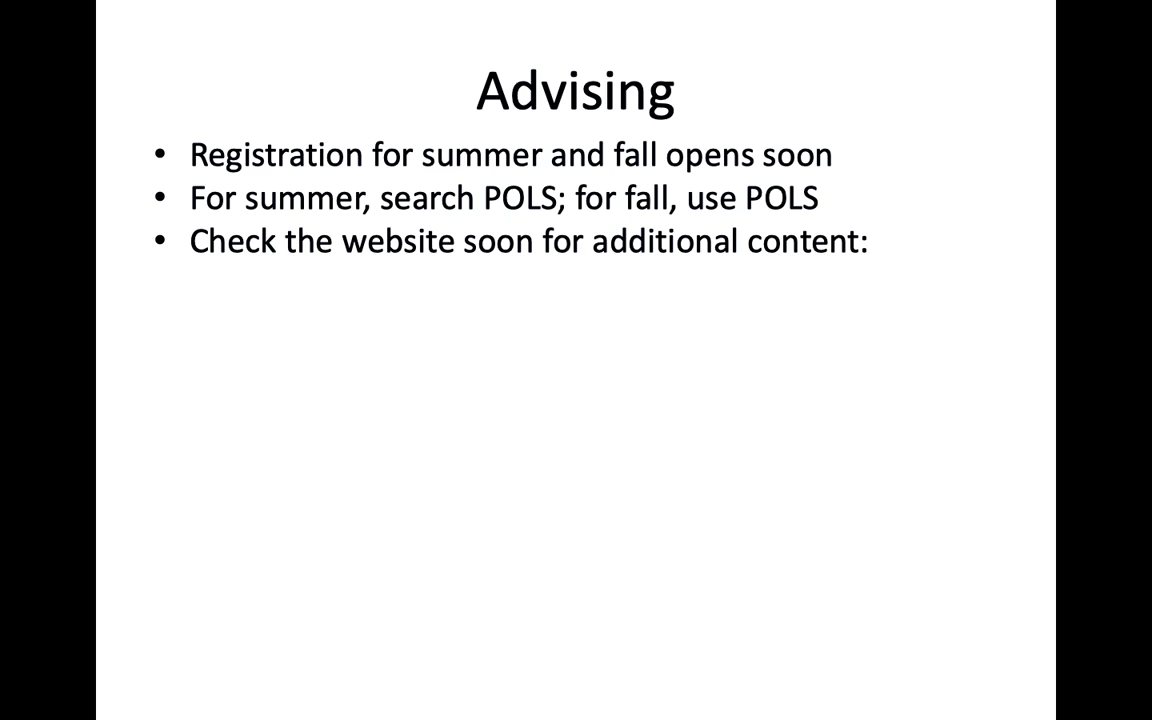 Advising
• Registration for summer and fall opens soon
• For summer, search POLS; for fall, use POLS
• Check the website soon for additional content: